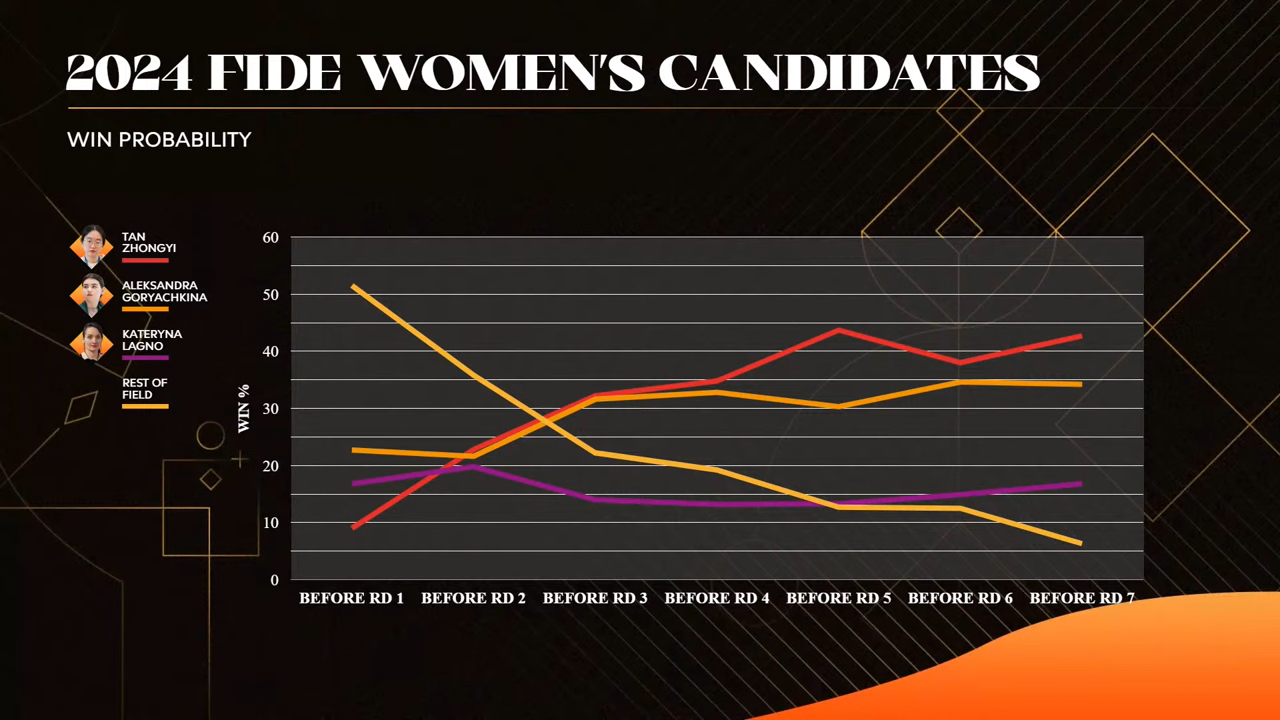 2024 FIDE WOMEN'S CANDIDATES
WIN PROBABILITY
TAN
ZHONGYI
ALEKSANDRA
GORYACHKINA
KATERYNA
LAGNO
REST OF
FIELD
WIN %
60
50
40
30
20
10
0
BEFORE RD 1
BEFORE RD 2
BEFORE RD 3
BEFORE RD 4
BEFORE RD 5
BEFORE RD 6
BEFORE RD 7